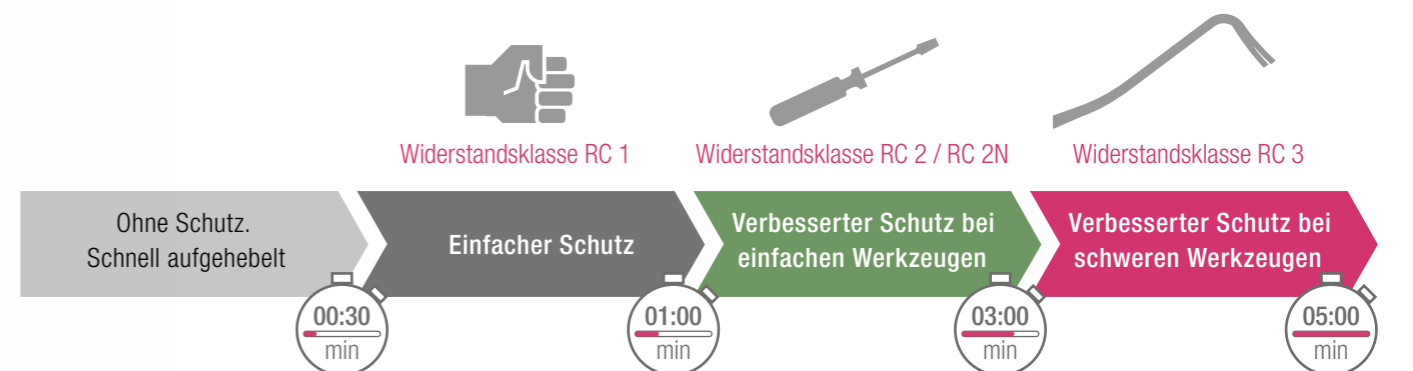 Widerstandsklasse RC 1
Widerstandsklasse RC 2 / RC 2N
Widerstandsklasse RC 3
Ohne Schutz.
Schnell aufgehebelt
Einfacher Schutz
Verbesserter Schutz bei
einfachen Werkzeugen
Verbesserter Schutz bei
schweren Werkzeugen
00:30
min
01:00
min
03:00
min
05:00
min